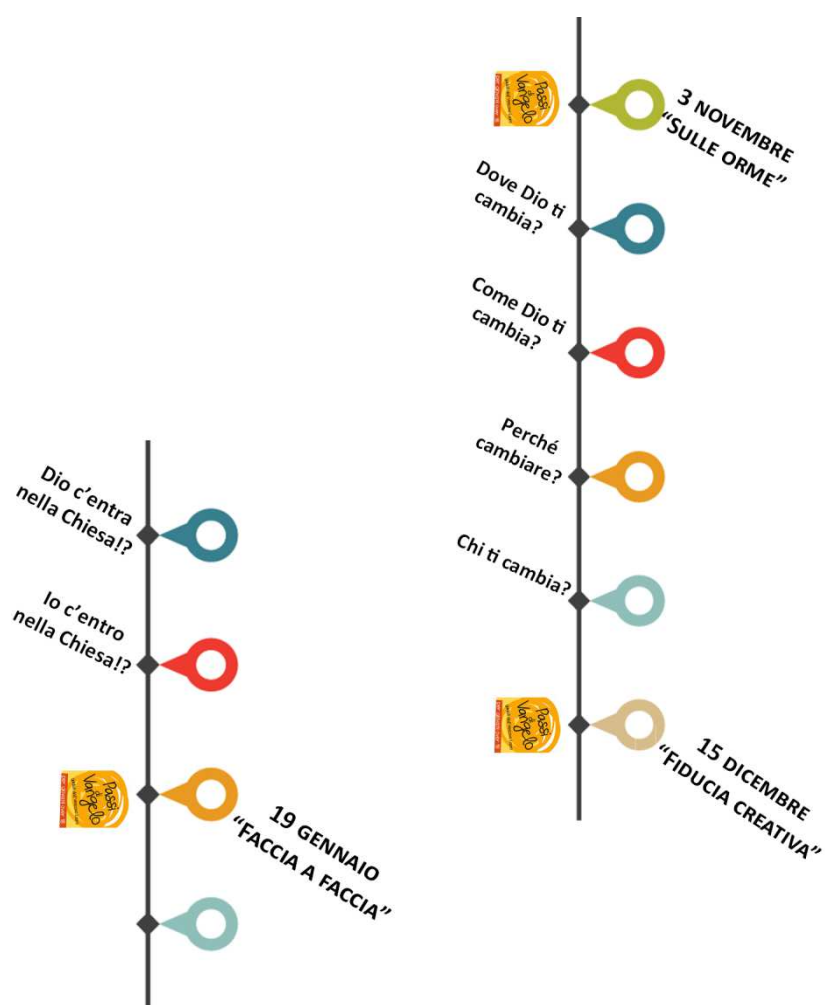 Passi
di
Vangelo
3 NOVEMBRE
“SULLE ORME”
Dove Dio ti
cambia?
Come Dio ti
cambia?
Perché
cambiare?
Chi ti cambia?
Passi
di
Vangelo
15 DICEMBRE
“FIDUCIA CREATIVA”
Dio c’entra
nella Chiesa!?
Io c’entro
nella Chiesa!?
Passi
di
Vangelo
19 GENNAIO
“FACCIA A FACCIA”